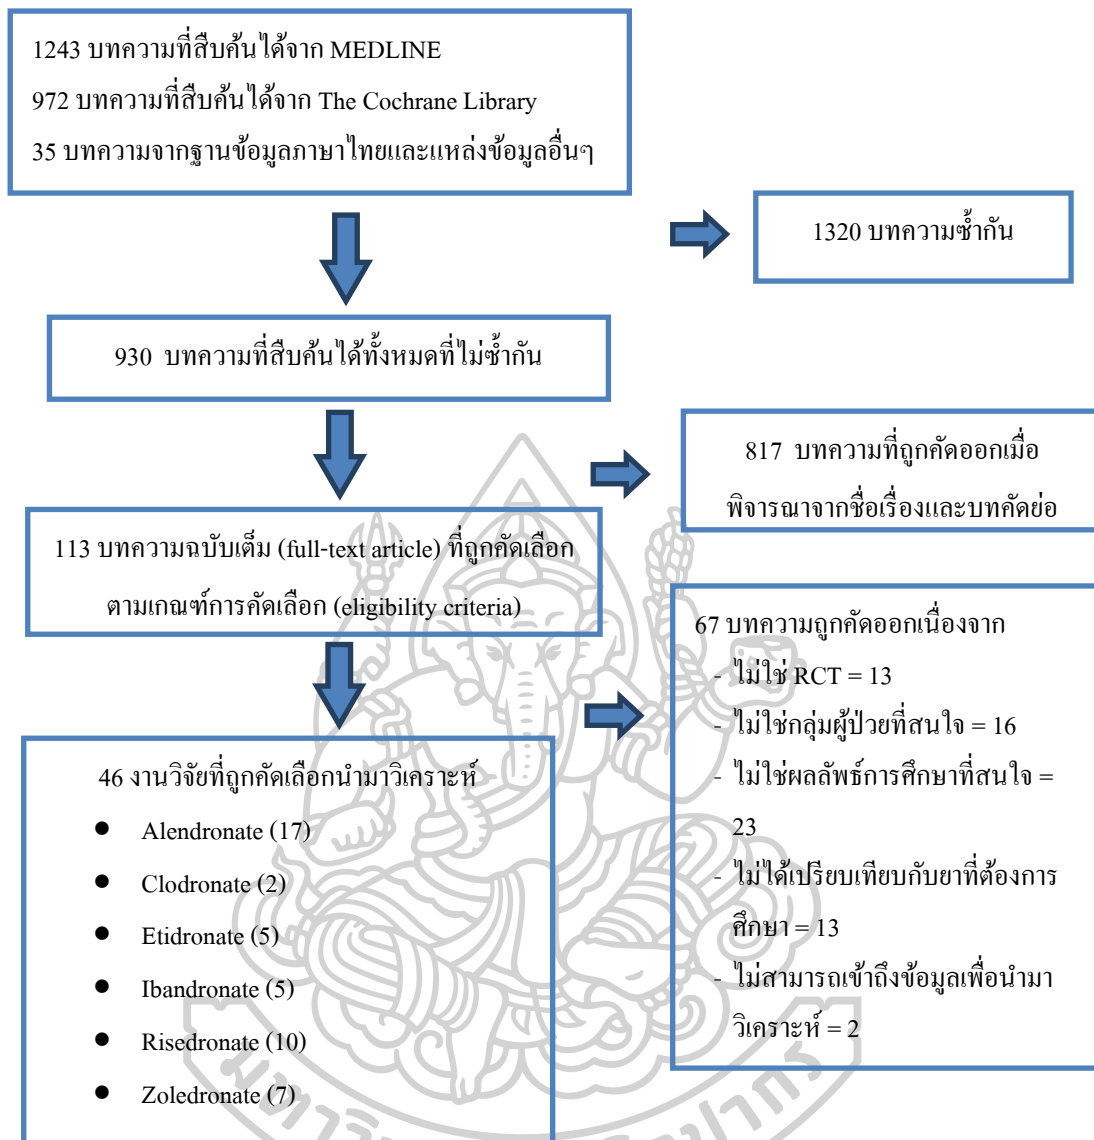 1243 บทความที่สืบค้นได้จาก MEDLINE
972 บทความที่สืบค้นได้จาก The Cochrane Library
35 บทความจากฐานข้อมูลภาษาไทยและแหล่งข้อมูลอื่นๆ
1320 บทความซ้ำกัน
930 บทความที่สืบค้นได้ทั้งหมดที่ไม่ซ้ำกัน
817 บทความที่ถูกคัดออกเมื่อ
พิจารณาจากชื่อเรื่องและบทคัดย่อ
113 บทความฉบับเต็ม (full-text article) ที่ถูกคัดเลือก
ตามเกณฑ์การคัดเลือก (eligibility criteria)
67 บทความถูกคัดออกเนื่องจาก
- ไม่ใช่ RCT = 13
- ไม่ใช่กลุ่มผู้ป่วยที่สนใจ = 16
- ไม่ใช่ผลลัพธ์การศึกษาที่สนใจ =
23
- ไม่ได้เปรียบเทียบกับยาที่ต้องการ
ศึกษา = 13
- ไม่สามารถเข้าถึงข้อมูลเพื่อนำมา
วิเคราะห์ = 2
46 งานวิจัยที่ถูกคัดเลือกนำมาวิเคราะห์
● Alendronate (17)
● Clodronate (2)
● Etidronate (5)
● Ibandronate (5)
● Risedronate (10)
● Zoledronate (7)